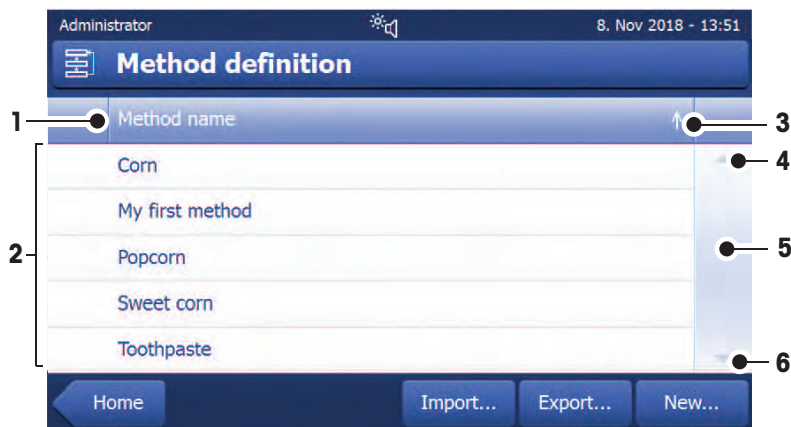 Administrator 8. Nov 2018 - 13:51
Method definition
1 Method name 3
4
Corn
My first method
2 Popcorn 5
Sweet corn
Toothpaste
6
Home Import... Export... New...